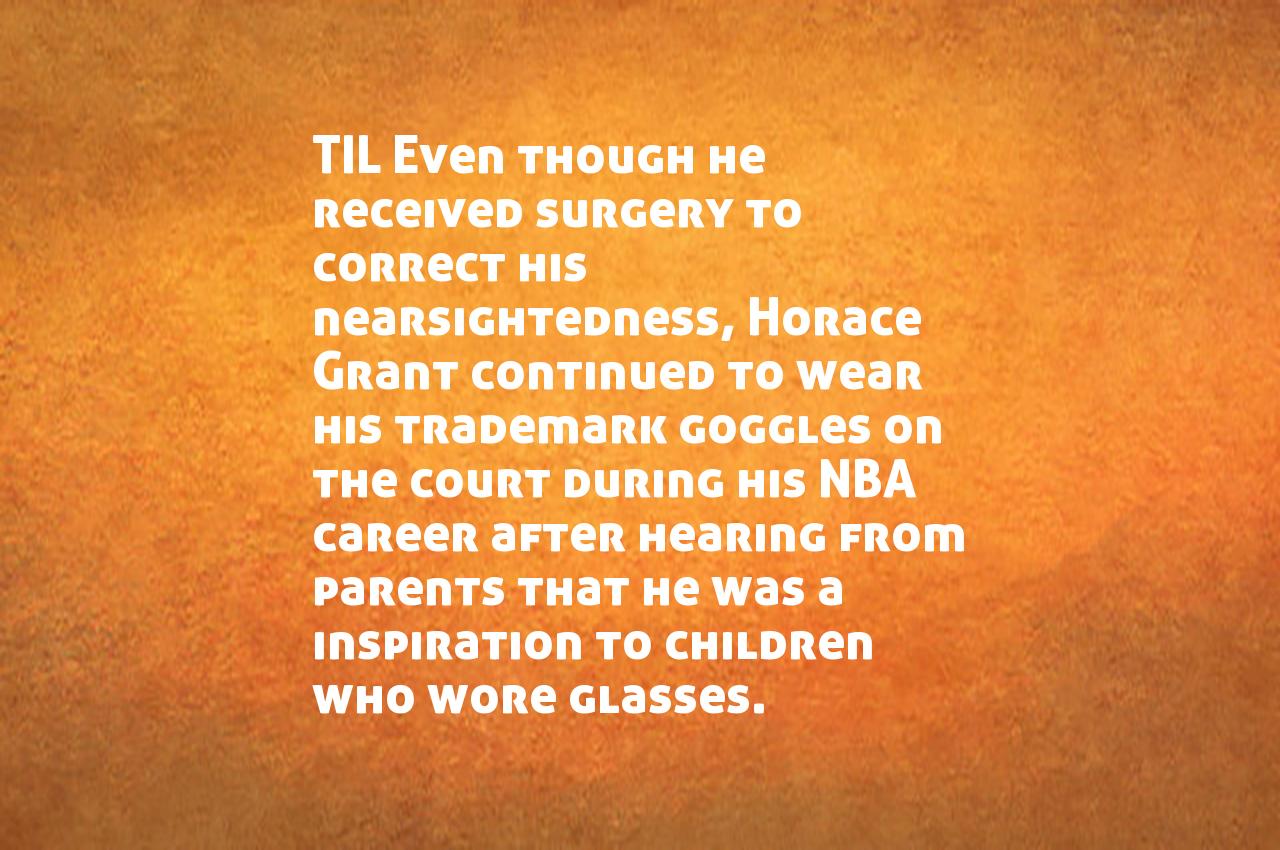 TIL Even though he
received surgery to
correct his
nearsightedness, Horace
Grant continued to wear
his trademark goggles on
the court during his NBA
career after hearing from
parents that he was a
inspiration to children
who wore glasses.